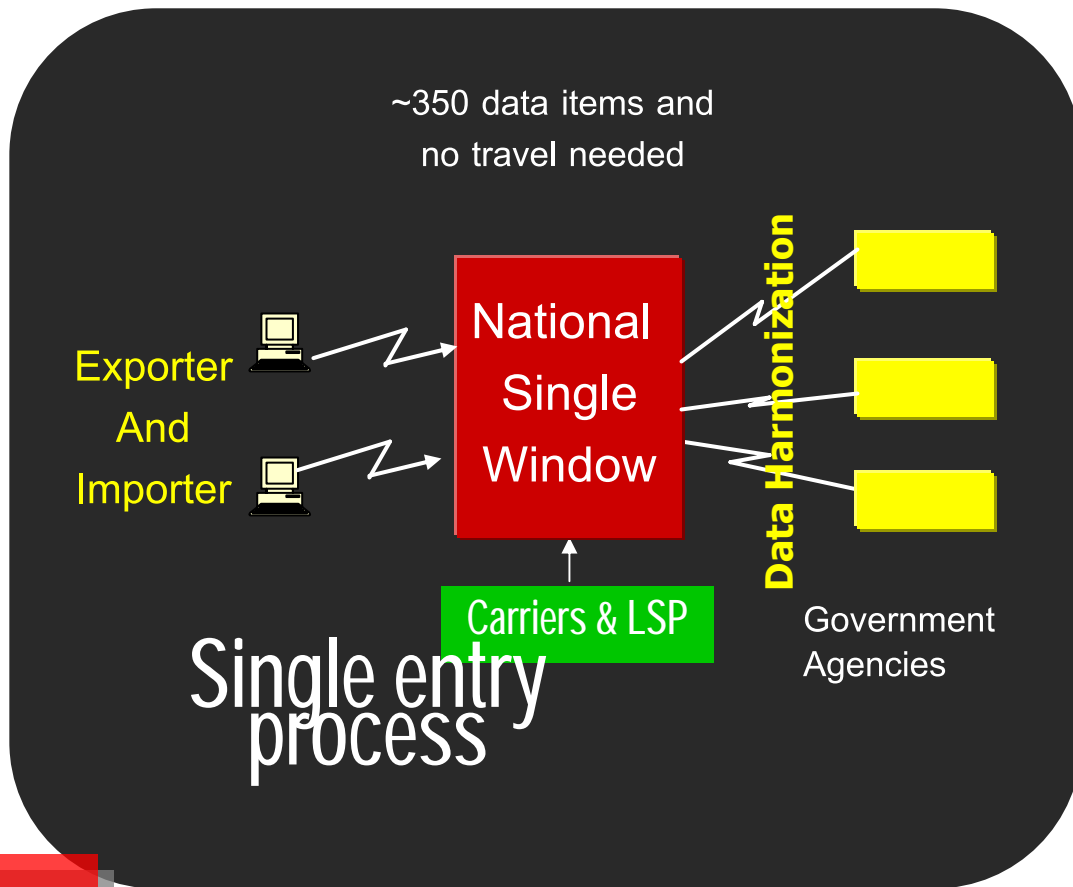 ~350 data items and
no travel needed
Exporter
And
Importer
National
Single
Window
Data Harmonization
Carriers & LSP
Government
Agencies
Single entry
process